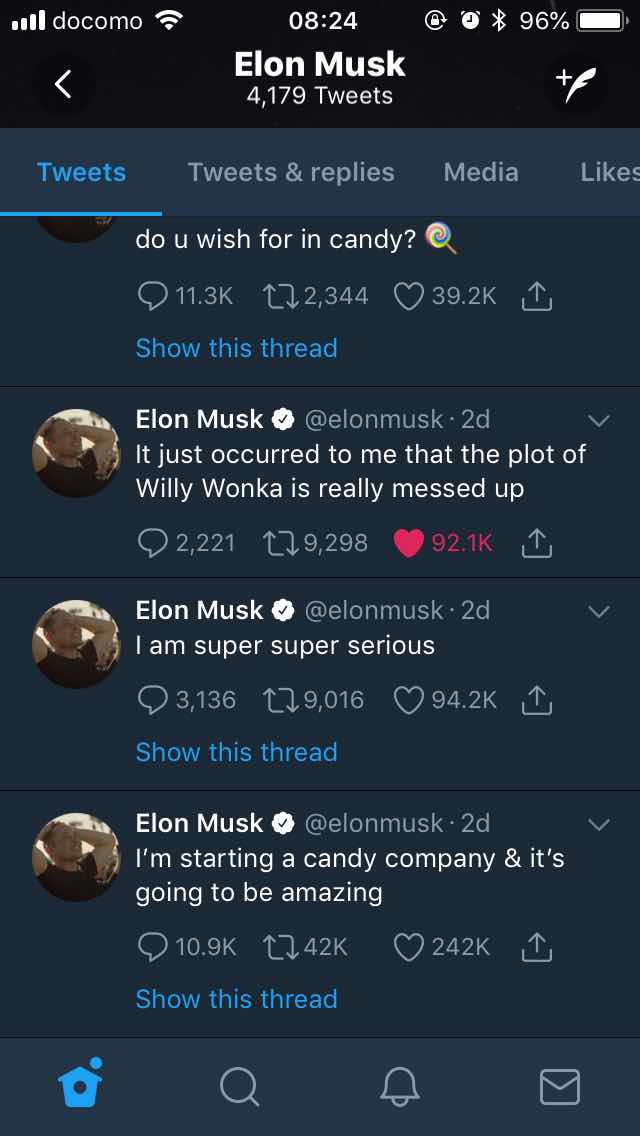 docomo 08:24 96%
Elon Musk
4,179 Tweets
Tweets Tweets & replies Media Likes
do u wish for in candy? 🍭
11.3K 2,344 39.2K
Show this thread
Elon Musk @elonmusk · 2d
It just occurred to me that the plot of
Willy Wonka is really messed up
2,221 9,298 92.1K
Elon Musk @elonmusk · 2d
I am super super serious
3,136 9,016 94.2K
Show this thread
Elon Musk @elonmusk · 2d
I’m starting a candy company & it’s
going to be amazing
10.9K 42K 242K
Show this thread